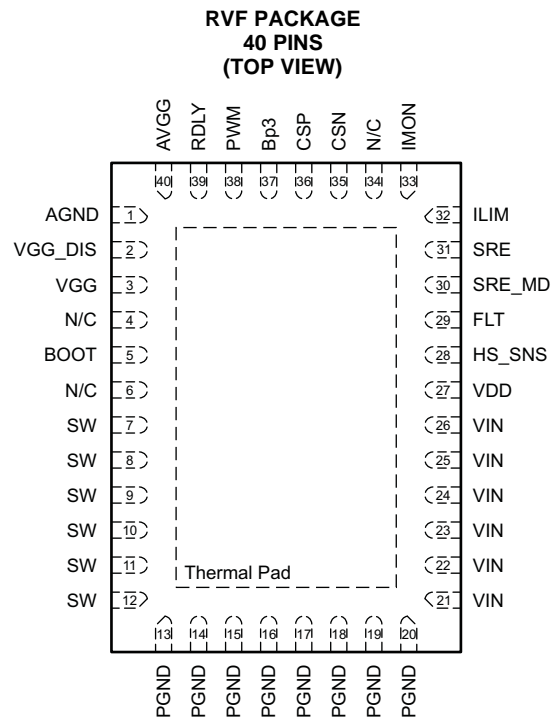 RVF PACKAGE
40 PINS
(TOP VIEW)
AVGG RDLY PWM Bp3 CSP CSN N/C IMON
40 39 38 37 36 35 34 33
AGND 1 32 ILIM
VGG_DIS 2 31 SRE
VGG 3 30 SRE_MD
N/C 4 29 FLT
BOOT 5 28 HS_SNS
N/C 6 27 VDD
SW 7 26 VIN
SW 8 25 VIN
SW 9 24 VIN
SW 10 23 VIN
SW 11 22 VIN
Thermal Pad
SW 12 21 VIN
13 14 15 16 17 18 19 20
PGND PGND PGND PGND PGND PGND PGND PGND